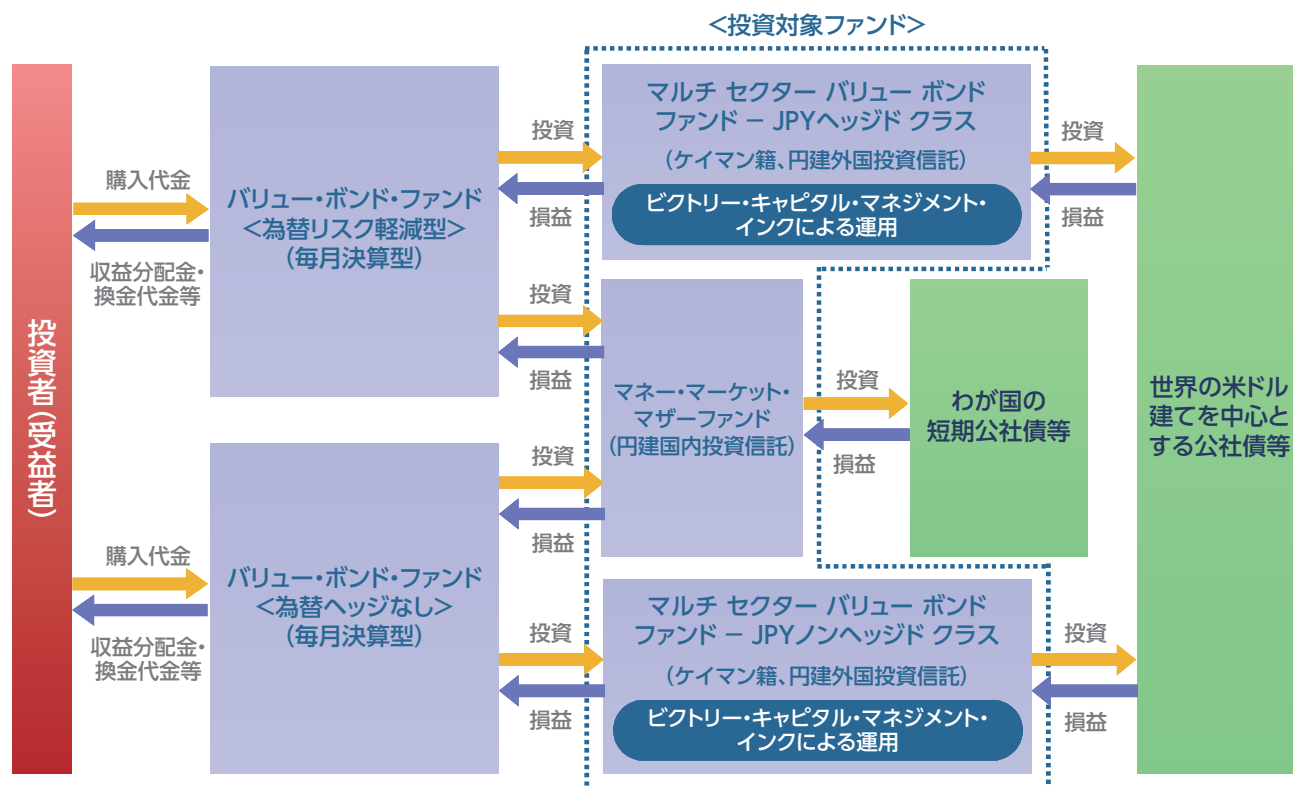 ＜投資対象ファンド＞
投資者（受益者）
購入代金
収益分配金・
換金代金等
バリュー・ボンド・ファンド
＜為替リスク軽減型＞
（毎月決算型）
投資
損益
マルチ セクター バリュー ボンド
ファンド － JPYヘッジド クラス
（ケイマン籍、円建外国投資信託）
ビクトリー・キャピタル・マネジメント・
インクによる運用
投資
損益
投資
損益
マネー・マーケット・
マザーファンド
（円建国内投資信託）
投資
損益
わが国の
短期公社債等
世界の米ドル
建てを中心と
する公社債等
投資
損益
購入代金
収益分配金・
換金代金等
バリュー・ボンド・ファンド
＜為替ヘッジなし＞
（毎月決算型）
投資
損益
マルチ セクター バリュー ボンド
ファンド － JPYノンヘッジド クラス
（ケイマン籍、円建外国投資信託）
ビクトリー・キャピタル・マネジメント・
インクによる運用
投資
損益